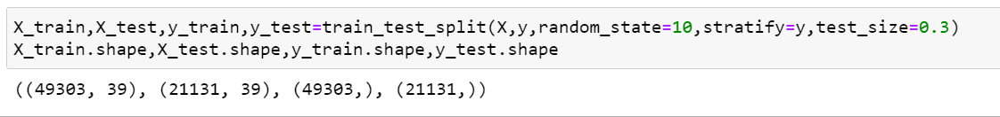 X_train,X_test,y_train,y_test=train_test_split(X,y,random_state=10,stratify=y,test_size=0.3)
X_train.shape,X_test.shape,y_train.shape,y_test.shape
((49303, 39), (21131, 39), (49303,), (21131,))